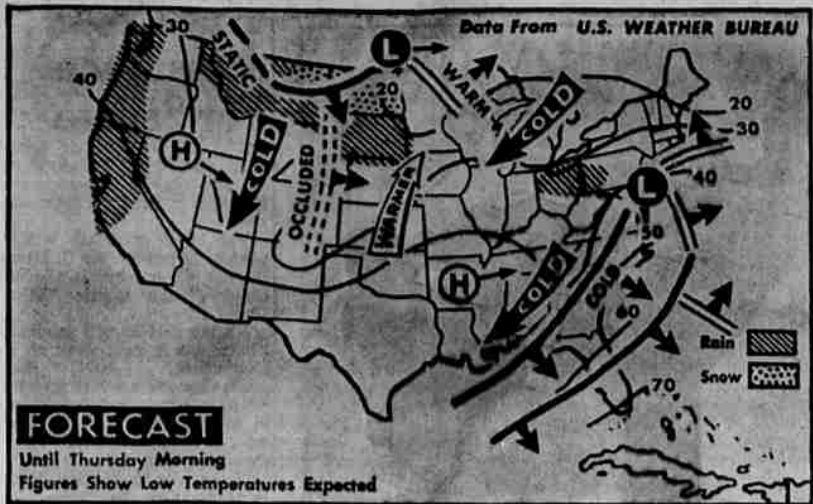 Data From U.S. WEATHER BUREAU
30
STATIC
L
WARM
40
20
COLD
20
30
H
COLD
OCCLUDED
WARMER
L
40
50
H
COLD
COLD
60
Rain
Snow
70
FORECAST
Until Thursday Morning
Figures Show Low Temperatures Expected